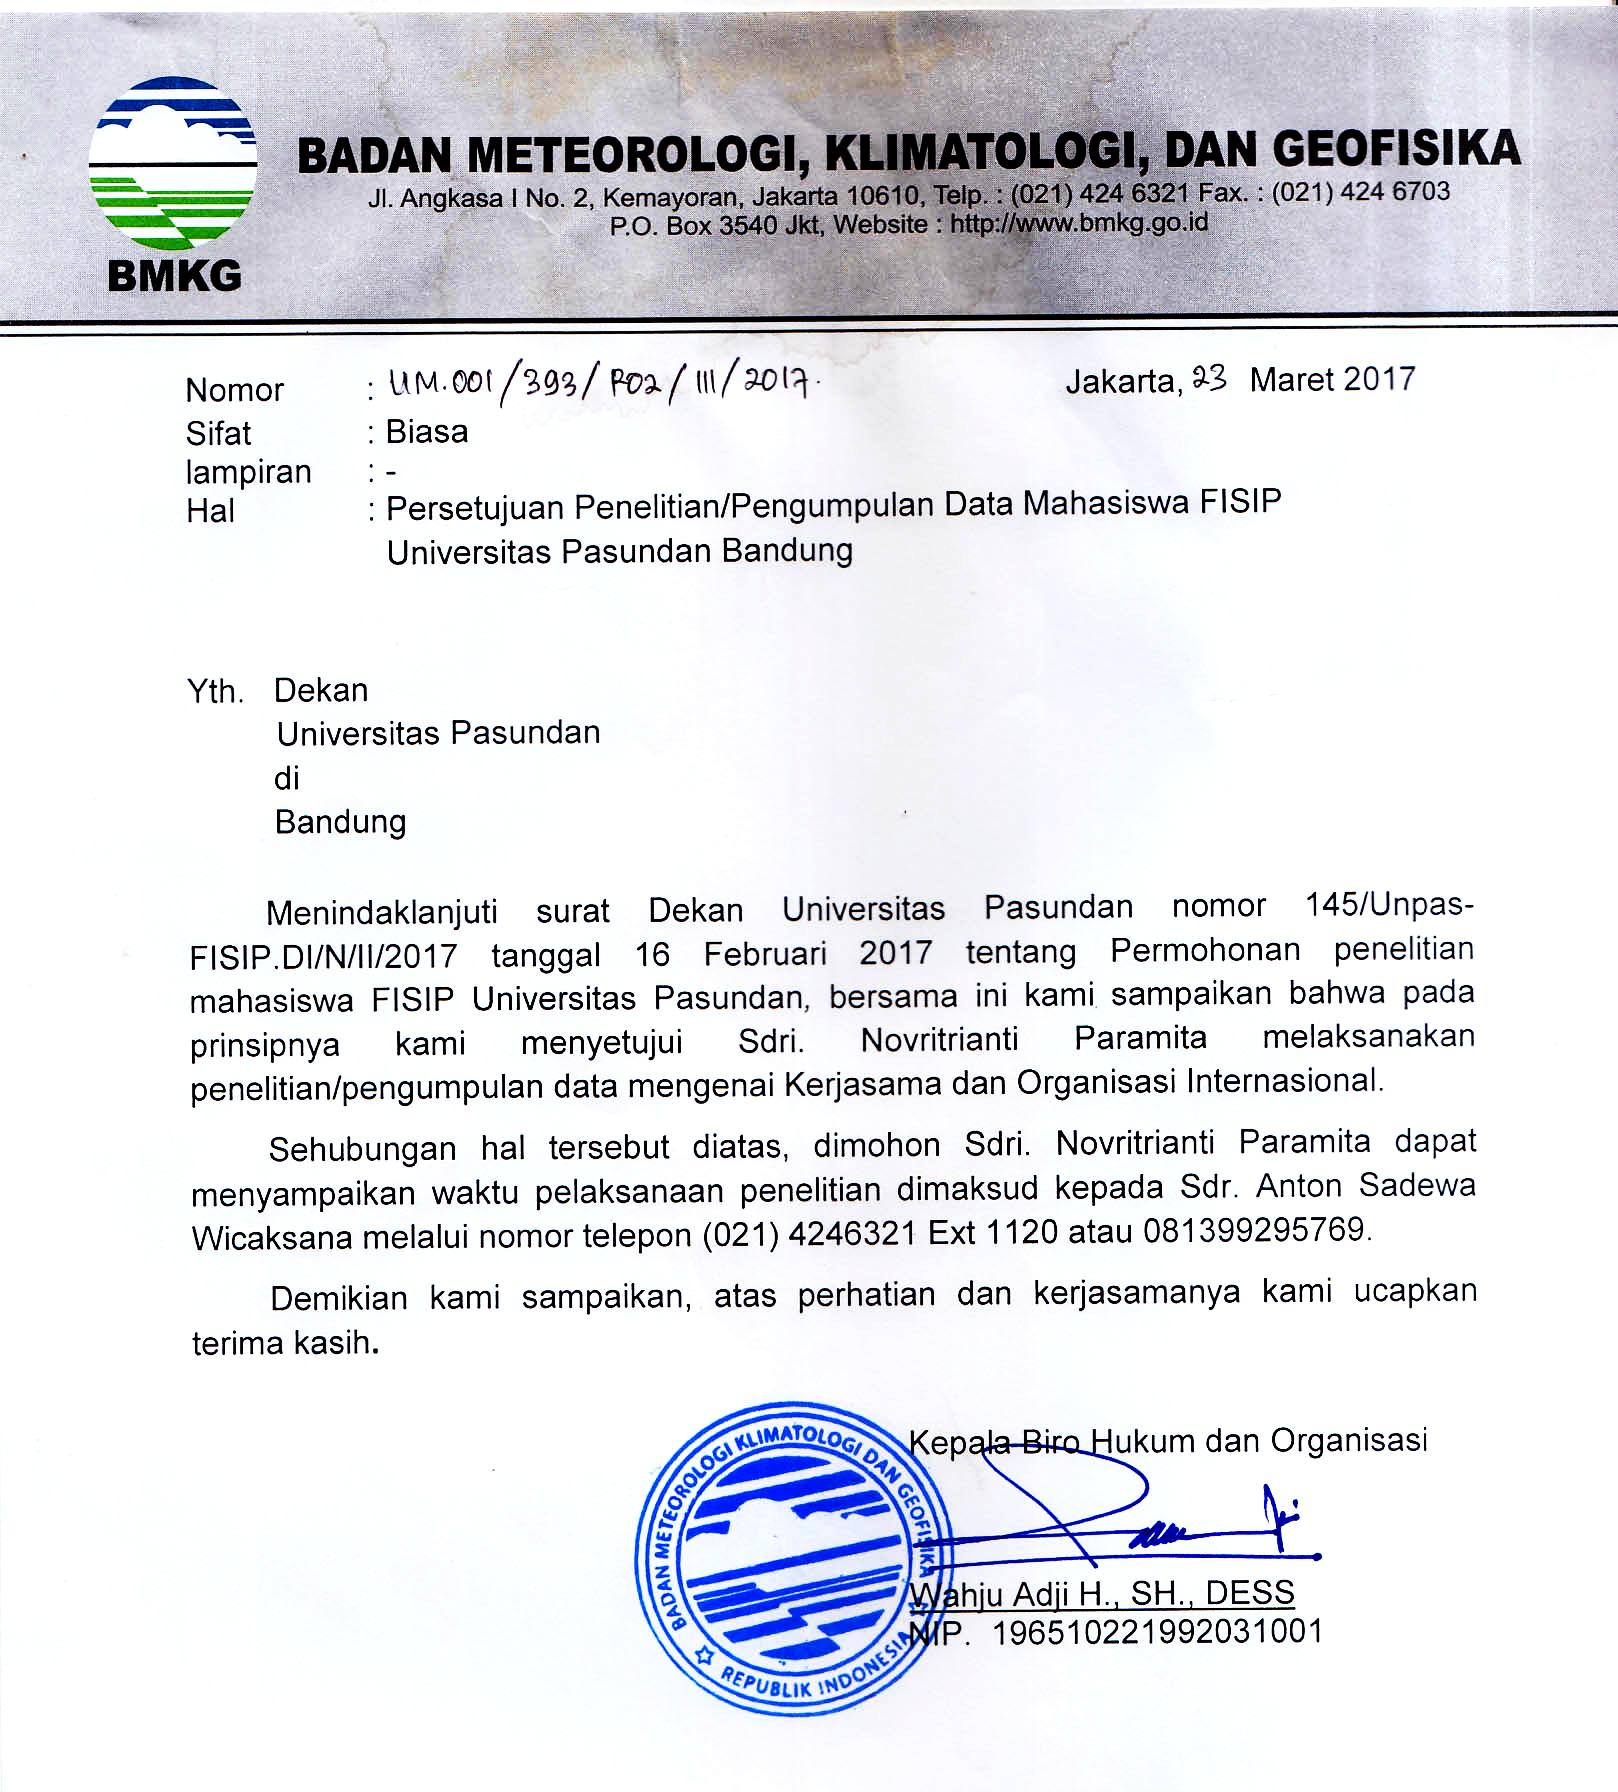 BMKG
BADAN METEOROLOGI, KLIMATOLOGI, DAN GEOFISIKA
Jl. Angkasa I No. 2, Kemayoran, Jakarta 10610, Telp. : (021) 424 6321 Fax. : (021) 424 6703
P.O. Box 3540 Jkt, Website : http://www.bmkg.go.id
Nomor : UM.001/393/R02/III/2017. Jakarta, 23 Maret 2017
Sifat : Biasa
lampiran : -
Hal : Persetujuan Penelitian/Pengumpulan Data Mahasiswa FISIP
Universitas Pasundan Bandung
Yth. Dekan
Universitas Pasundan
di
Bandung
Menindaklanjuti surat Dekan Universitas Pasundan nomor 145/Unpas-
FISIP.DI/N/II/2017 tanggal 16 Februari 2017 tentang Permohonan penelitian
mahasiswa FISIP Universitas Pasundan, bersama ini kami sampaikan bahwa pada
prinsipnya kami menyetujui Sdri. Novritrianti Paramita melaksanakan
penelitian/pengumpulan data mengenai Kerjasama dan Organisasi Internasional.
Sehubungan hal tersebut diatas, dimohon Sdri. Novritrianti Paramita dapat
menyampaikan waktu pelaksanaan penelitian dimaksud kepada Sdr. Anton Sadewa
Wicaksana melalui nomor telepon (021) 4246321 Ext 1120 atau 081399295769.
Demikian kami sampaikan, atas perhatian dan kerjasamanya kami ucapkan
terima kasih.
Kepala Biro Hukum dan Organisasi
BADAN METEOROLOGI KLIMATOLOGI DAN GEOFISIKA
REPUBLIK INDONESIA
Wahju Adji H., SH., DESS
NIP. 196510221992031001